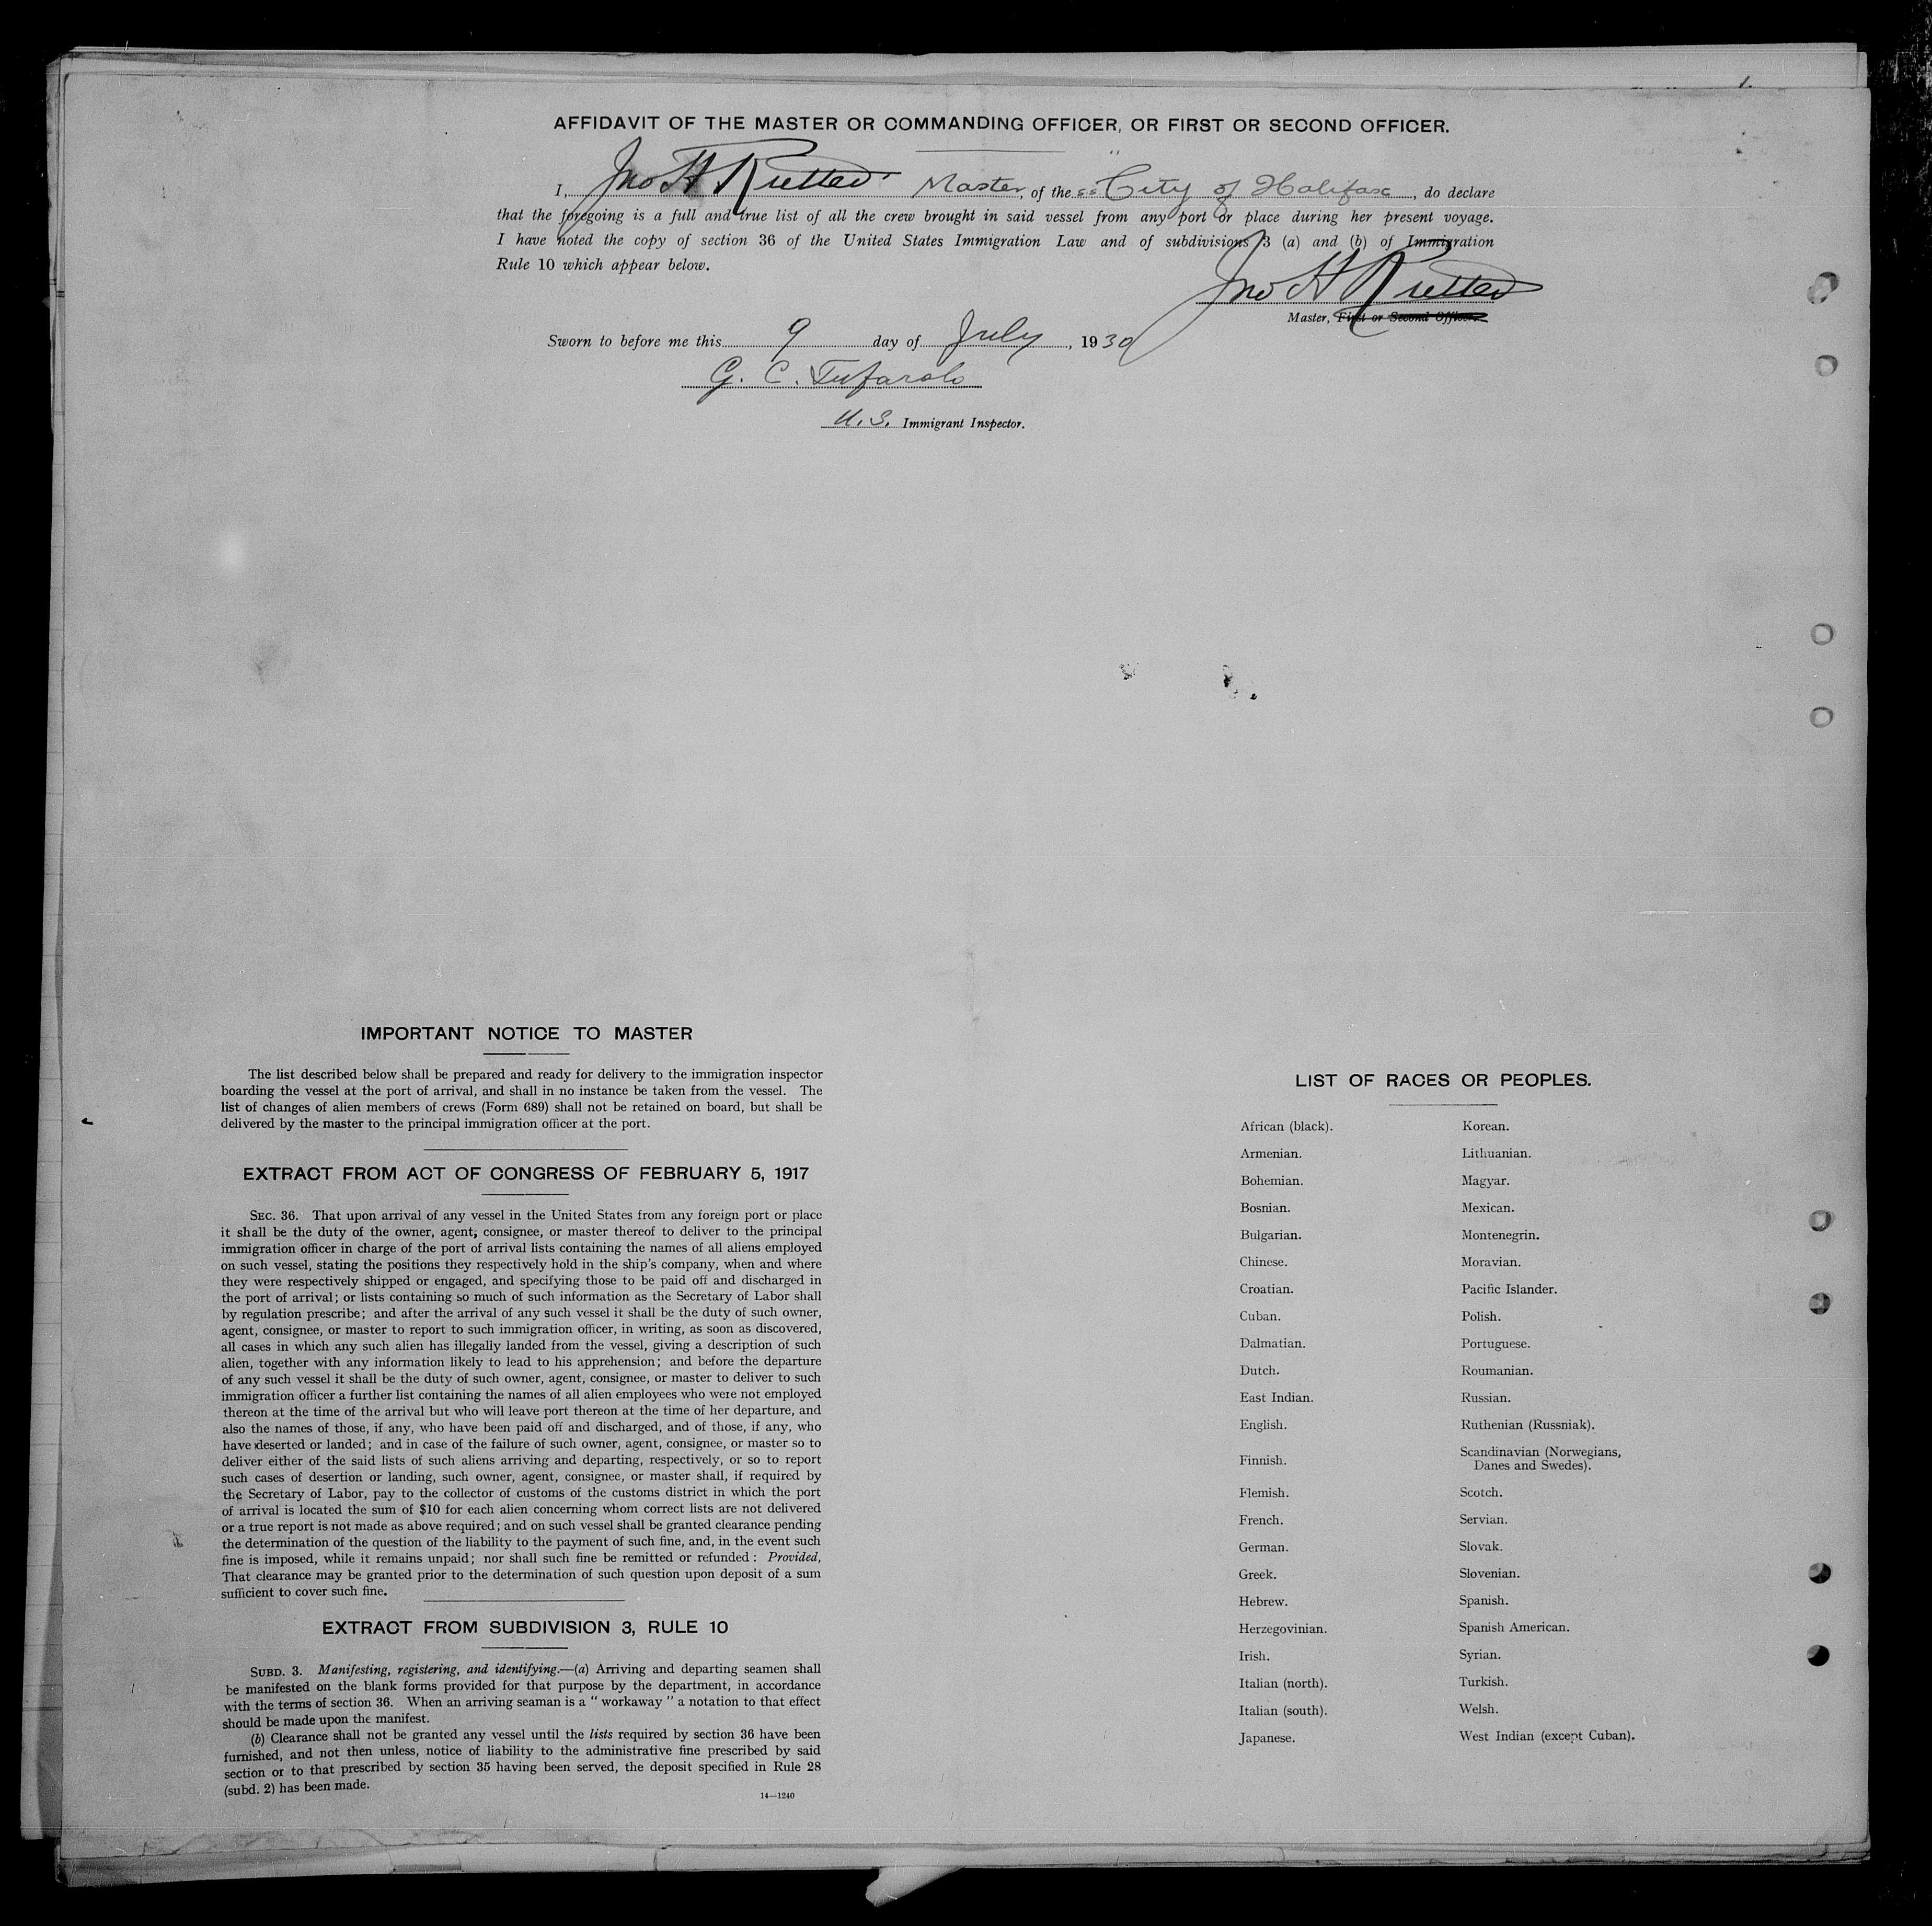 AFFIDAVIT OF THE MASTER OR COMMANDING OFFICER, OR FIRST OR SECOND OFFICER.
I, Jno H Rutter Master, of the ss "City of Halifax, do declare
that the foregoing is a full and true list of all the crew brought in said vessel from any port or place during her present voyage.
I have noted the copy of section 36 of the United States Immigration Law and of subdivisions 3 (a) and (b) of Immigration
Rule 10 which appear below.
Jno H Rutter
Master, First or Second Officer.
Sworn to before me this 9 day of July, 1930
G. C. Tufarolo
U.S. Immigrant Inspector.
IMPORTANT NOTICE TO MASTER
The list described below shall be prepared and ready for delivery to the immigration inspector
boarding the vessel at the port of arrival, and shall in no instance be taken from the vessel. The
list of changes of alien members of crews (Form 689) shall not be retained on board, but shall be
delivered by the master to the principal immigration officer at the port.
EXTRACT FROM ACT OF CONGRESS OF FEBRUARY 5, 1917
SEC. 36. That upon arrival of any vessel in the United States from any foreign port or place
it shall be the duty of the owner, agent, consignee, or master thereof to deliver to the principal
immigration officer in charge of the port of arrival lists containing the names of all aliens employed
on such vessel, stating the positions they respectively hold in the ship's company, when and where
they were respectively shipped or engaged, and specifying those to be paid off and discharged in
the port of arrival; or lists containing so much of such information as the Secretary of Labor shall
by regulation prescribe; and after the arrival of any such vessel it shall be the duty of such owner,
agent, consignee, or master to report to such immigration officer, in writing, as soon as discovered,
all cases in which any such alien has illegally landed from the vessel, giving a description of such
alien, together with any information likely to lead to his apprehension; and before the departure
of any such vessel it shall be the duty of such owner, agent, consignee, or master to deliver to such
immigration officer a further list containing the names of all alien employees who were not employed
thereon at the time of the arrival but who will leave port thereon at the time of her departure, and
also the names of those, if any, who have been paid off and discharged, and of those, if any, who
have deserted or landed; and in case of the failure of such owner, agent, consignee, or master so to
deliver either of the said lists of such aliens arriving and departing, respectively, or so to report
such cases of desertion or landing, such owner, agent, consignee, or master shall, if required by
the Secretary of Labor, pay to the collector of customs of the customs district in which the port
of arrival is located the sum of $10 for each alien concerning whom correct lists are not delivered
or a true report is not made as above required; and on such vessel shall be granted clearance pending
the determination of the question of the liability to the payment of such fine, and, in the event such
fine is imposed, while it remains unpaid; nor shall such fine be remitted or refunded: Provided,
That clearance may be granted prior to the determination of such question upon deposit of a sum
sufficient to cover such fine.
EXTRACT FROM SUBDIVISION 3, RULE 10
SUBD. 3. Manifesting, registering, and identifying.—(a) Arriving and departing seamen shall
be manifested on the blank forms provided for that purpose by the department, in accordance
with the terms of section 36. When an arriving seaman is a "workaway" a notation to that effect
should be made upon the manifest.
(b) Clearance shall not be granted any vessel until the lists required by section 36 have been
furnished, and not then unless, notice of liability to the administrative fine prescribed by said
section or to that prescribed by section 35 having been served, the deposit specified in Rule 28
(subd. 2) has been made.
14—1240
LIST OF RACES OR PEOPLES.
African (black).
Armenian.
Bohemian.
Bosnian.
Bulgarian.
Chinese.
Croatian.
Cuban.
Dalmatian.
Dutch.
East Indian.
English.
Finnish.
Flemish.
French.
German.
Greek.
Hebrew.
Herzegovinian.
Irish.
Italian (north).
Italian (south).
Japanese.
Korean.
Lithuanian.
Magyar.
Mexican.
Montenegrin.
Moravian.
Pacific Islander.
Polish.
Portuguese.
Roumanian.
Russian.
Ruthenian (Russniak).
Scandinavian (Norwegians,
Danes and Swedes).
Scotch.
Servian.
Slovak.
Slovenian.
Spanish.
Spanish American.
Syrian.
Turkish.
Welsh.
West Indian (except Cuban).